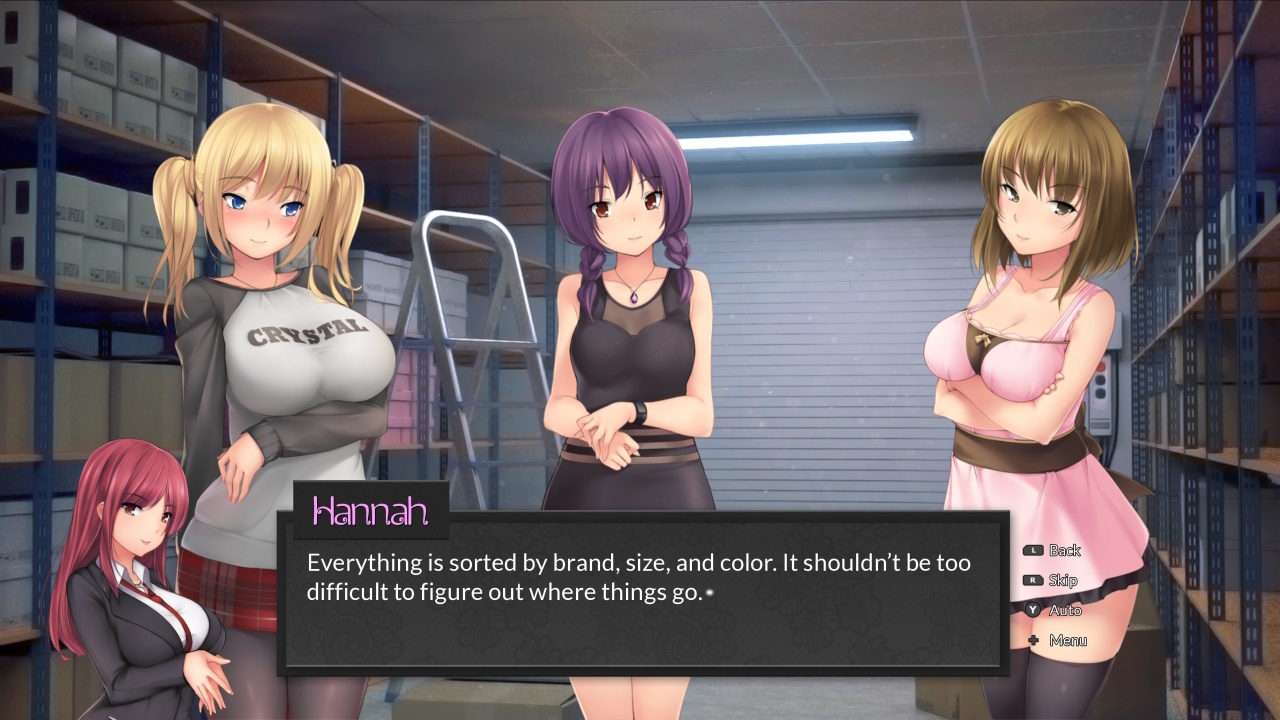 CRYSTAL
Hannah
Everything is sorted by brand, size, and color. It shouldn’t be too
difficult to figure out where things go.
L Back
R Skip
Y Auto
+ Menu